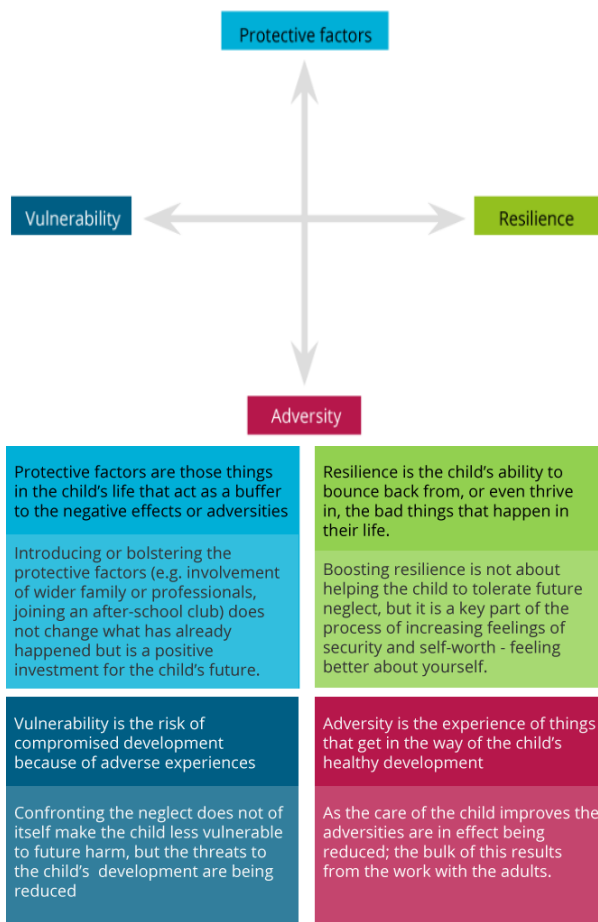 Protective factors
Vulnerability
Resilience
Adversity
Protective factors are those things
in the child's life that act as a buffer
to the negative effects or adversities
Introducing or bolstering the
protective factors (e.g. involvement
of wider family or professionals,
joining an after-school club) does
not change what has already
happened but is a positive
investment for the child's future.
Resilience is the child's ability to
bounce back from, or even thrive
in, the bad things that happen in
their life.
Boosting resilience is not about
helping the child to tolerate future
neglect, but it is a key part of the
process of increasing feelings of
security and self-worth - feeling
better about yourself.
Vulnerability is the risk of
compromised development
because of adverse experiences
Confronting the neglect does not of
itself make the child less vulnerable
to future harm, but the threats to
the child's development are being
reduced
Adversity is the experience of things
that get in the way of the child's
healthy development
As the care of the child improves the
adversities are in effect being
reduced; the bulk of this results
from the work with the adults.